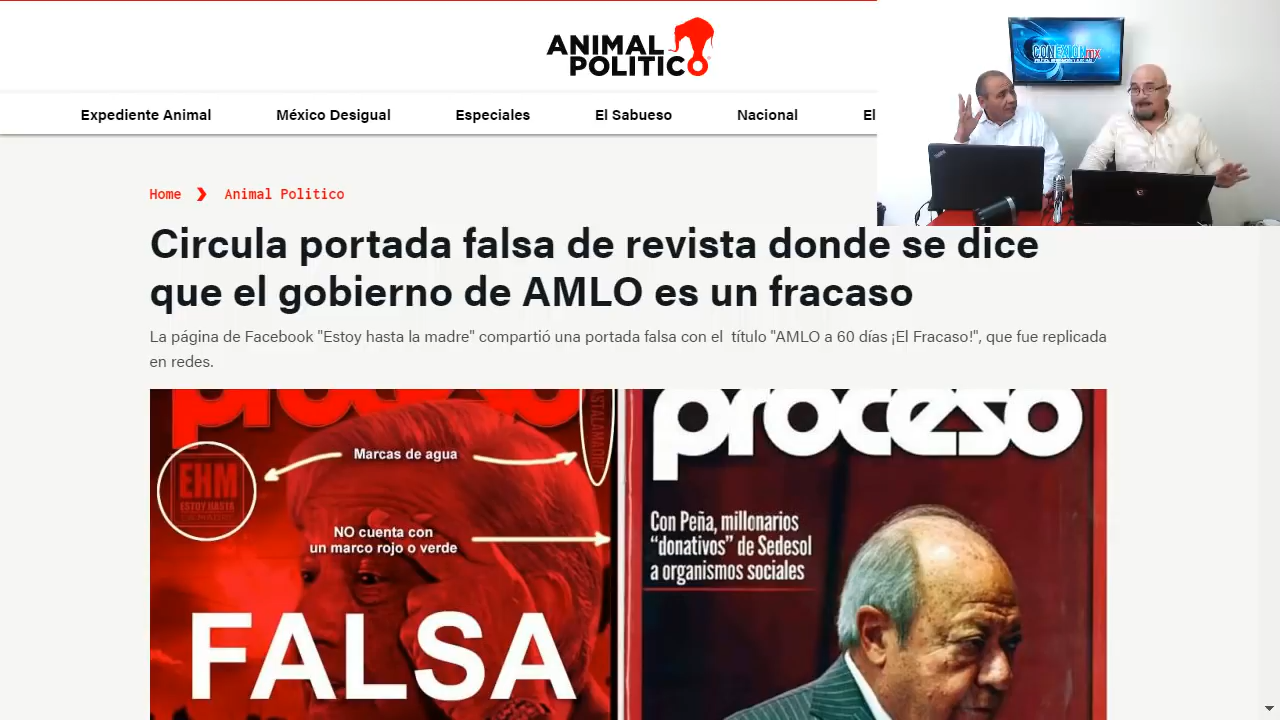 ANIMAL
POLITICO
CONEXION mx
Expediente Animal
México Desigual
Especiales
El Sabueso
Nacional
El
Home ❯ Animal Politico
Circula portada falsa de revista donde se dice
que el gobierno de AMLO es un fracaso
La página de Facebook "Estoy hasta la madre" compartió una portada falsa con el título "AMLO a 60 días ¡El Fracaso!", que fue replicada
en redes.
proceso
Marcas de agua
EHM
ESTOY HASTA
NO cuenta con
un marco rojo o verde
FALSA
proceso
Con Peña, millonarios
“donativos” de Sedesol
a organismos sociales